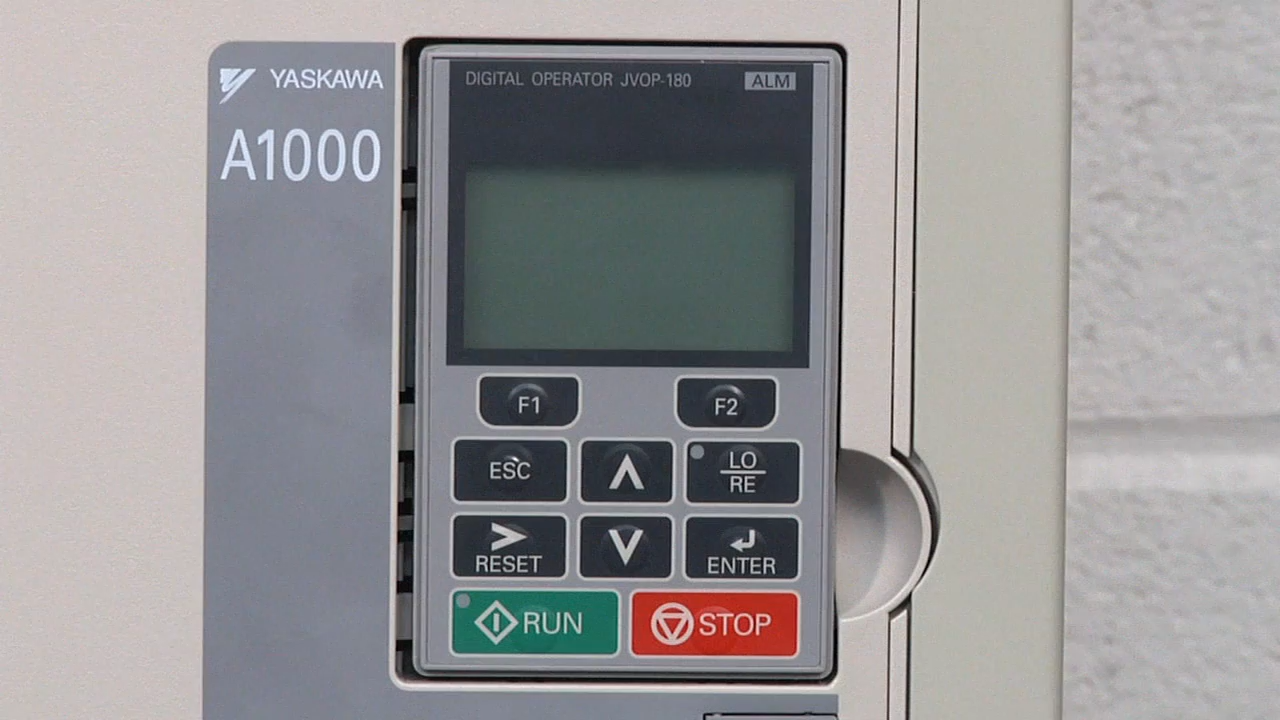 YASKAWA
A1000
DIGITAL OPERATOR JVOP-180
ALM
F1
F2
ESC
LO
RE
RESET
ENTER
RUN
STOP